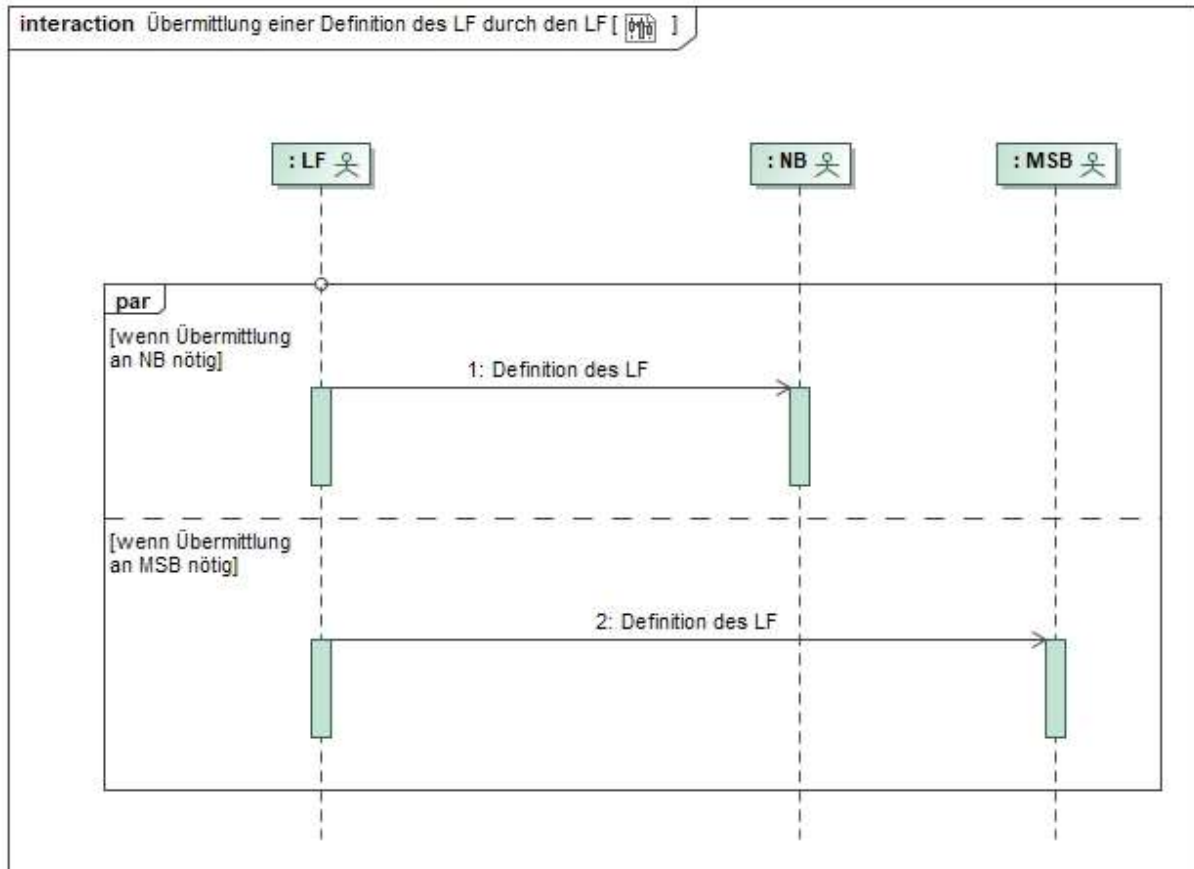 interaction Übermittlung einer Definition des LF durch den LF [ ]
: LF
: NB
: MSB
par
[wenn Übermittlung
an NB nötig]
1: Definition des LF
[wenn Übermittlung
an MSB nötig]
2: Definition des LF